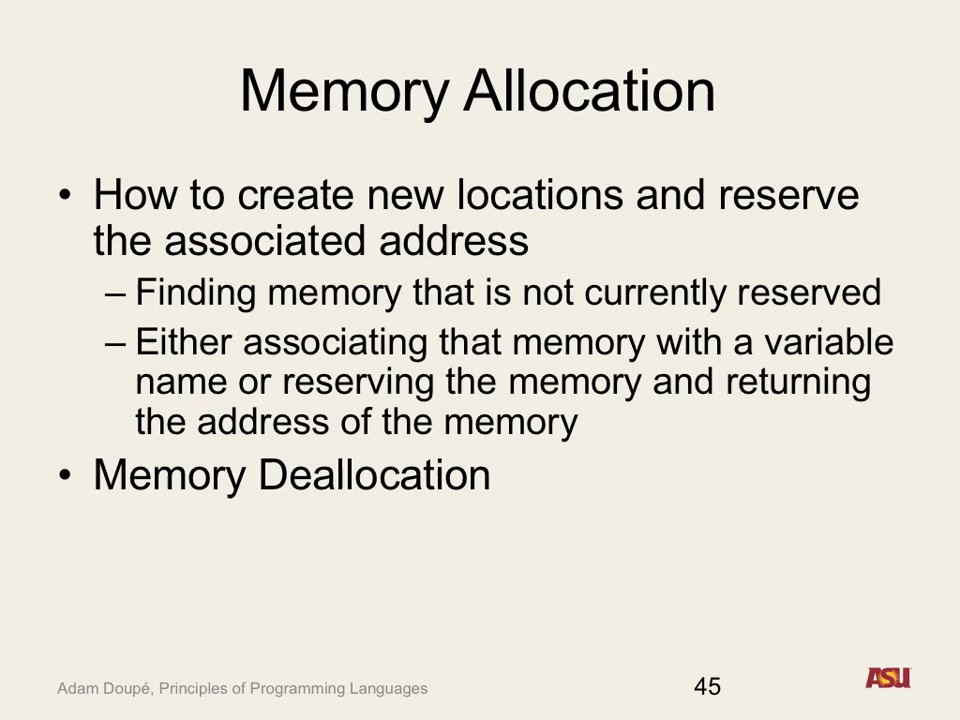 Memory Allocation
• How to create new locations and reserve
the associated address
– Finding memory that is not currently reserved
– Either associating that memory with a variable
name or reserving the memory and returning
the address of the memory
• Memory Deallocation
Adam Doupé, Principles of Programming Languages
45
ASU